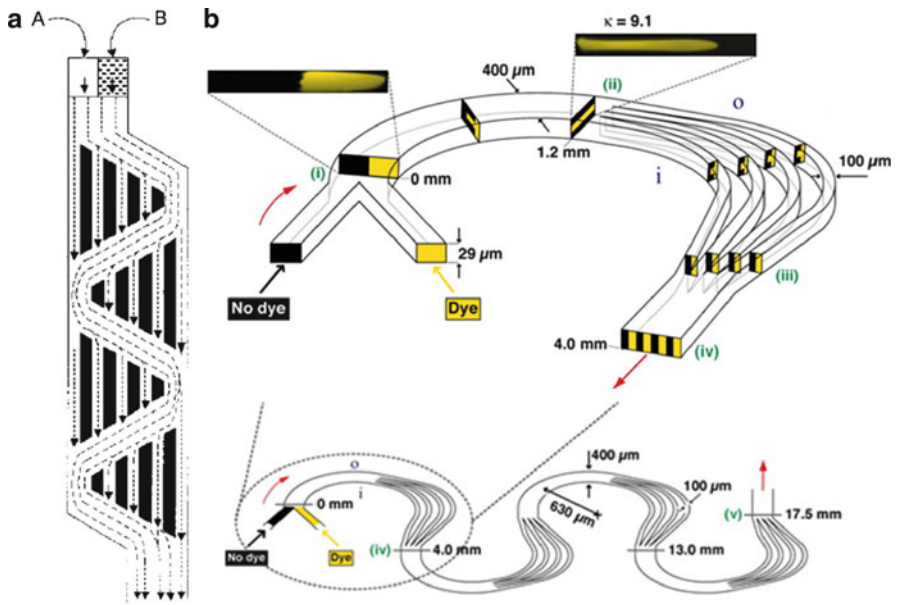 a A B
b
κ = 9.1
400 µm
(ii)
o
1.2 mm
i
100 µm
(i)
0 mm
29 µm
No dye
Dye
(iii)
4.0 mm
(iv)
o
i
0 mm
No dye
Dye
(iv)
4.0 mm
400 µm
630 µm
100 µm
(v)
17.5 mm
13.0 mm